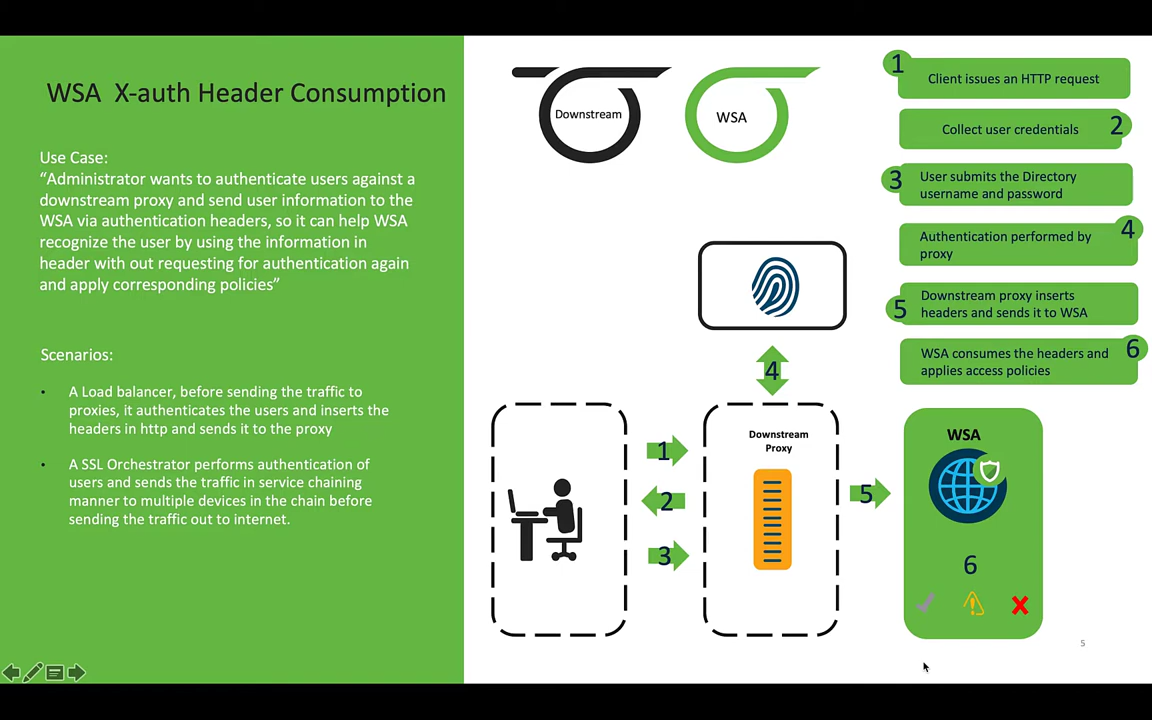 WSA X-auth Header Consumption
Use Case:
“Administrator wants to authenticate users against a
downstream proxy and send user information to the
WSA via authentication headers, so it can help WSA
recognize the user by using the information in
header with out requesting for authentication again
and apply corresponding policies”
Scenarios:
• A Load balancer, before sending the traffic to
proxies, it authenticates the users and inserts the
headers in http and sends it to the proxy
• A SSL Orchestrator performs authentication of
users and sends the traffic in service chaining
manner to multiple devices in the chain before
sending the traffic out to internet.
Downstream
WSA
1
Client issues an HTTP request
Collect user credentials
2
3
User submits the Directory
username and password
4
Authentication performed by
proxy
5
Downstream proxy inserts
headers and sends it to WSA
6
WSA consumes the headers and
applies access policies
4
1
2
3
Downstream
Proxy
5
WSA
6
5